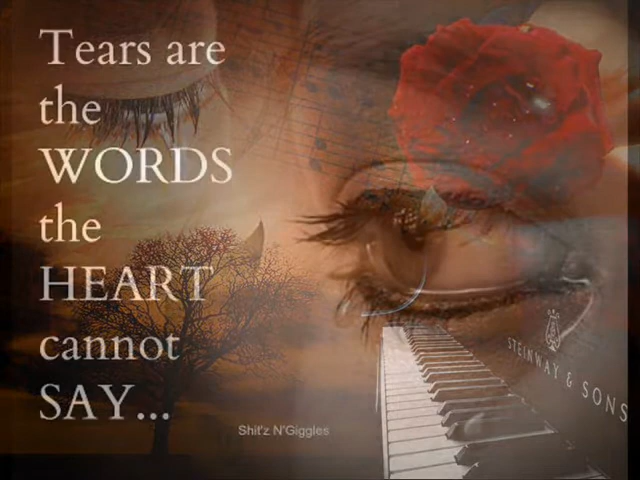 Tears are
the
WORDS
the
HEART
cannot
SAY...
Shit'z N'Giggles
STEINWAY & SONS